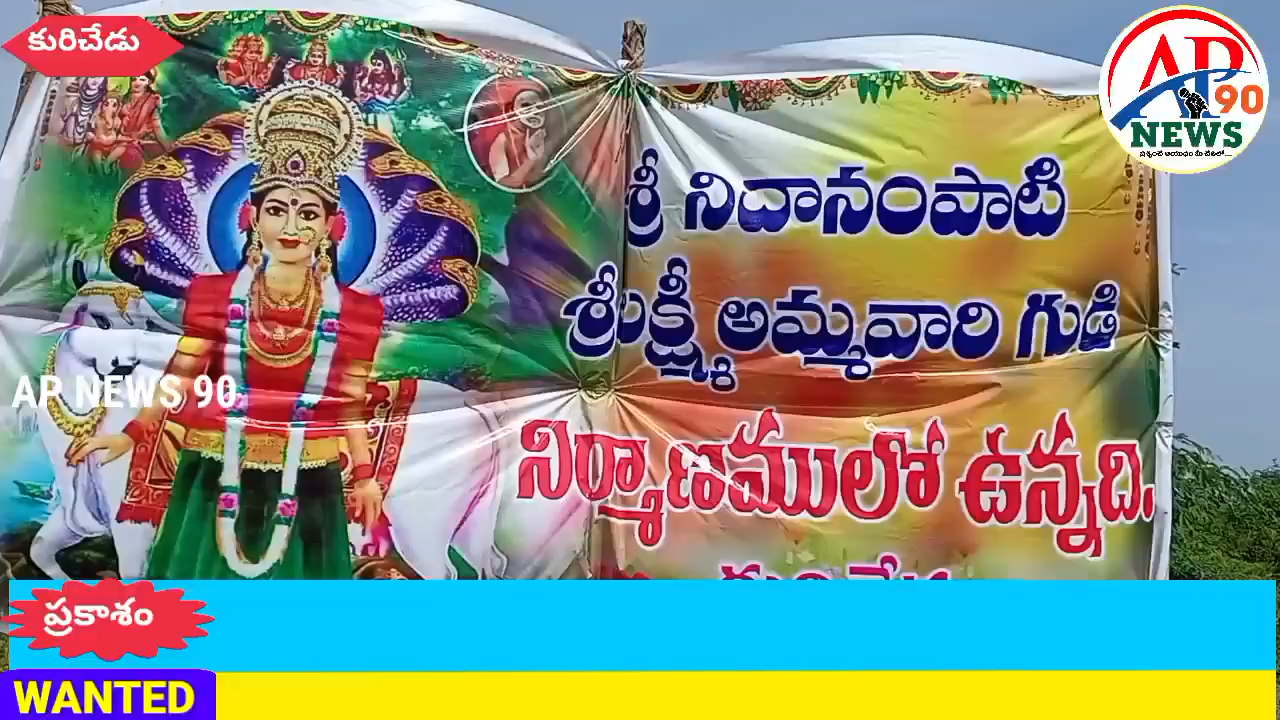 కురిచేడు
AP
90
NEWS
శ్రీ నిదానంపాటి
శ్రీలక్ష్మీ అమ్మవారి గుడి
AP NEWS 90
నిర్మాణములో ఉన్నది.
ప్రకాశం
WANTED